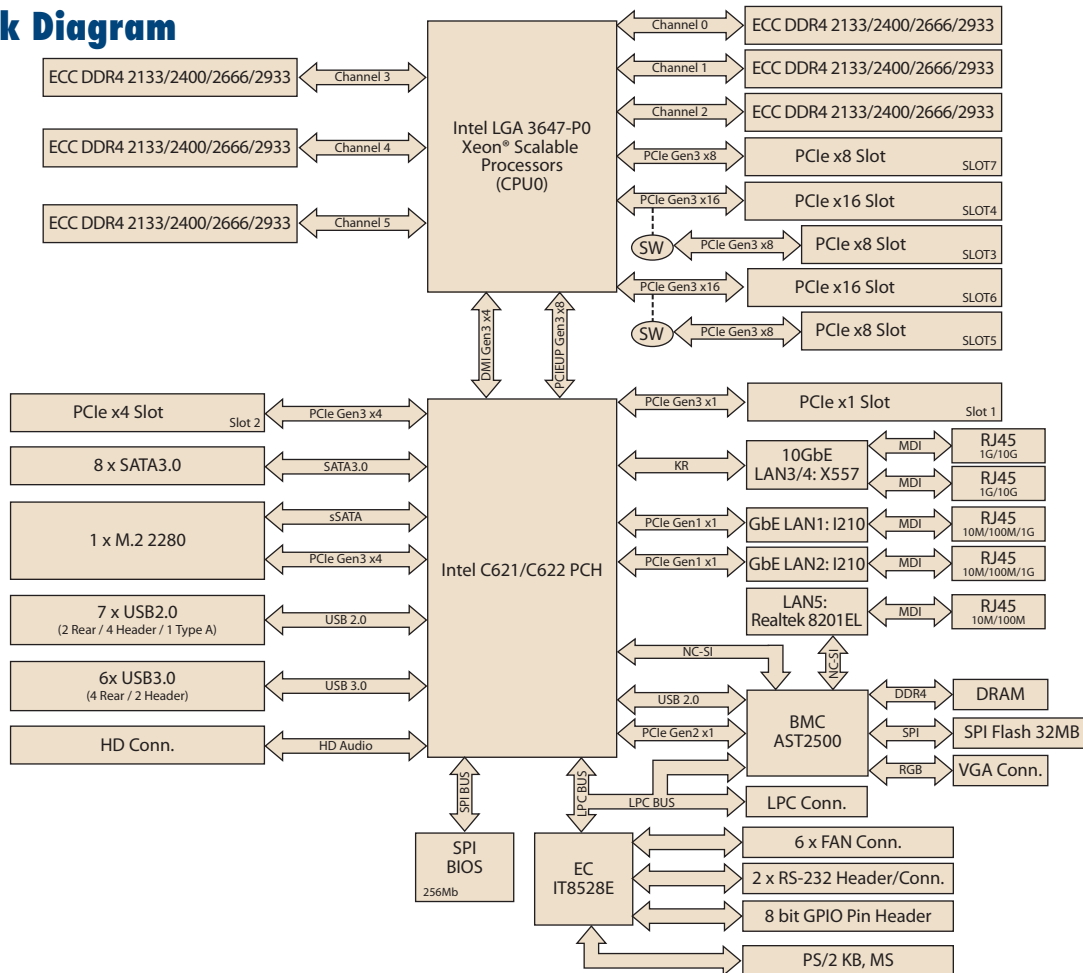 k Diagram
ECC DDR4 2133/2400/2666/2933
Channel 3
ECC DDR4 2133/2400/2666/2933
Channel 4
ECC DDR4 2133/2400/2666/2933
Channel 5
Intel LGA 3647-P0
Xeon® Scalable
Processors
(CPU0)
Channel 0
ECC DDR4 2133/2400/2666/2933
Channel 1
ECC DDR4 2133/2400/2666/2933
Channel 2
ECC DDR4 2133/2400/2666/2933
PCIe Gen3 x8
PCIe x8 Slot
SLOT7
PCIe Gen3 x16
PCIe x16 Slot
SLOT4
SW
PCIe Gen3 x8
PCIe x8 Slot
SLOT3
PCIe Gen3 x16
PCIe x16 Slot
SLOT6
SW
PCIe Gen3 x8
PCIe x8 Slot
SLOT5
DMI Gen3 x4
PCIEUP Gen3 x8
PCIe x4 Slot
Slot 2
PCIe Gen3 x4
8 x SATA3.0
SATA3.0
1 x M.2 2280
sSATA
PCIe Gen3 x4
7 x USB2.0
(2 Rear / 4 Header / 1 Type A)
USB 2.0
6x USB3.0
(4 Rear / 2 Header)
USB 3.0
HD Conn.
HD Audio
Intel C621/C622 PCH
PCIe Gen3 x1
PCIe x1 Slot
Slot 1
KR
10GbE
LAN3/4: X557
MDI
RJ45
1G/10G
MDI
RJ45
1G/10G
PCIe Gen1 x1
GbE LAN1: I210
MDI
RJ45
10M/100M/1G
PCIe Gen1 x1
GbE LAN2: I210
MDI
RJ45
10M/100M/1G
LAN5:
Realtek 8201EL
MDI
RJ45
10M/100M
NC-SI
NC-SI
USB 2.0
PCIe Gen2 x1
BMC
AST2500
DDR4
DRAM
SPI
SPI Flash 32MB
RGB
VGA Conn.
SPI BUS
LPC BUS
LPC BUS
LPC Conn.
SPI
BIOS
256Mb
EC
IT8528E
6 x FAN Conn.
2 x RS-232 Header/Conn.
8 bit GPIO Pin Header
PS/2 KB, MS